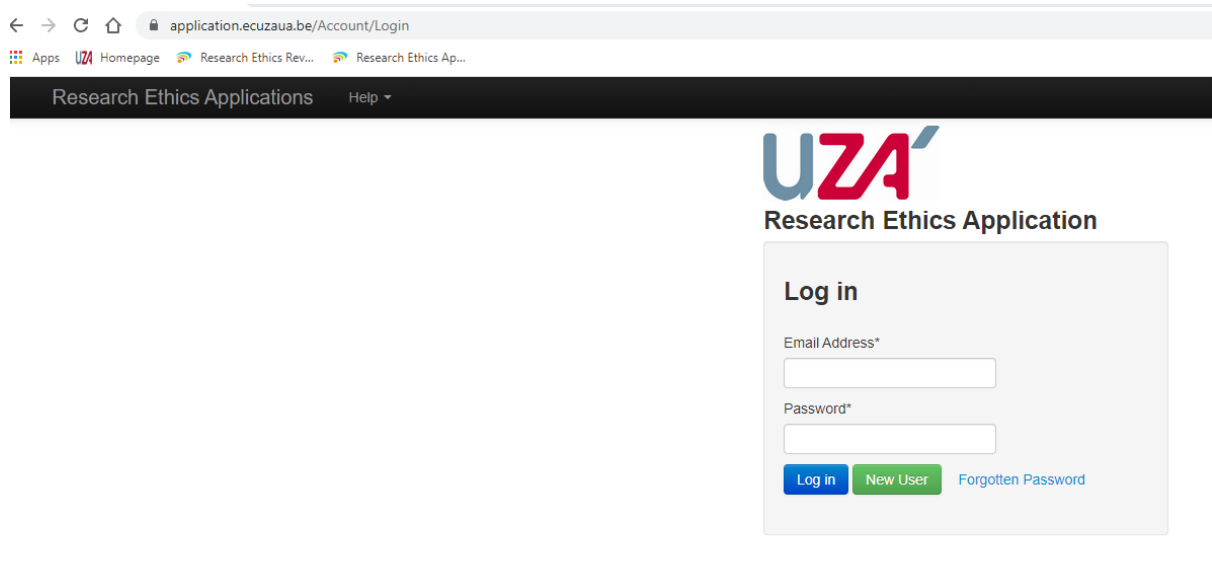 application.ecuzaua.be/Account/Login
Apps UZA Homepage Research Ethics Rev... Research Ethics Ap...
Research Ethics Applications Help
UZA
Research Ethics Application
Log in
Email Address*
Password*
Log in New User Forgotten Password